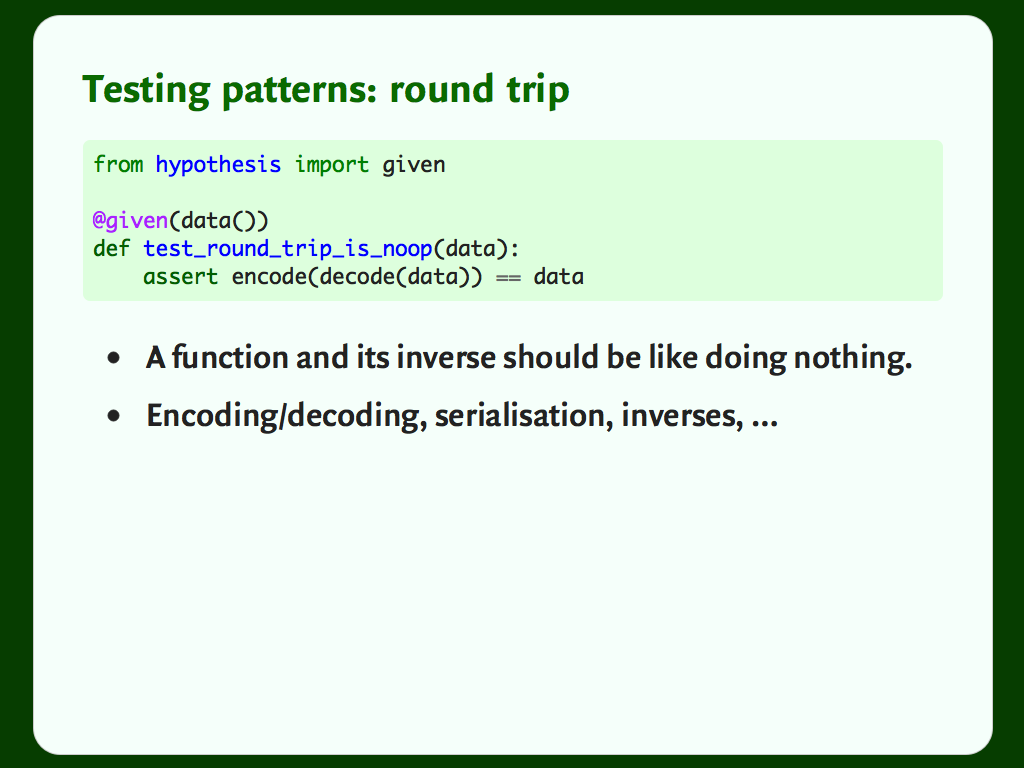 Testing patterns: round trip
from hypothesis import given
@given(data())
def test_round_trip_is_noop(data):
    assert encode(decode(data)) == data
• A function and its inverse should be like doing nothing.
• Encoding/decoding, serialisation, inverses, ...